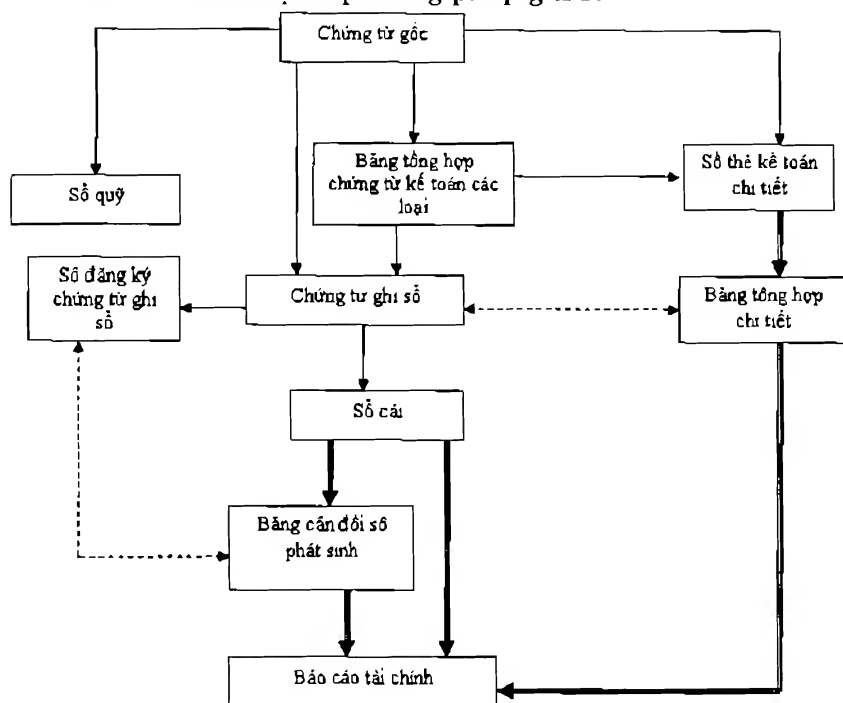 Chứng từ gốc
Bảng tổng hợp
chứng từ kế toán các
loại
Sổ thẻ kế toán
chi tiết
Sổ quỹ
Sổ đăng ký
chứng từ ghi
sổ
Chứng tư ghi sổ
Bảng tổng hợp
chi tiết
Sổ cái
Bảng cân đối số
phát sinh
Báo cáo tài chính